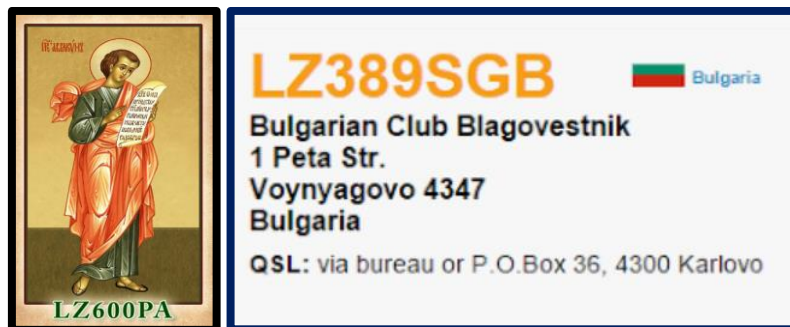 LZ600PA
LZ389SGB
Bulgaria
Bulgarian Club Blagovestnik
1 Peta Str.
Voynyagovo 4347
Bulgaria
QSL: via bureau or P.O.Box 36, 4300 Karlovo